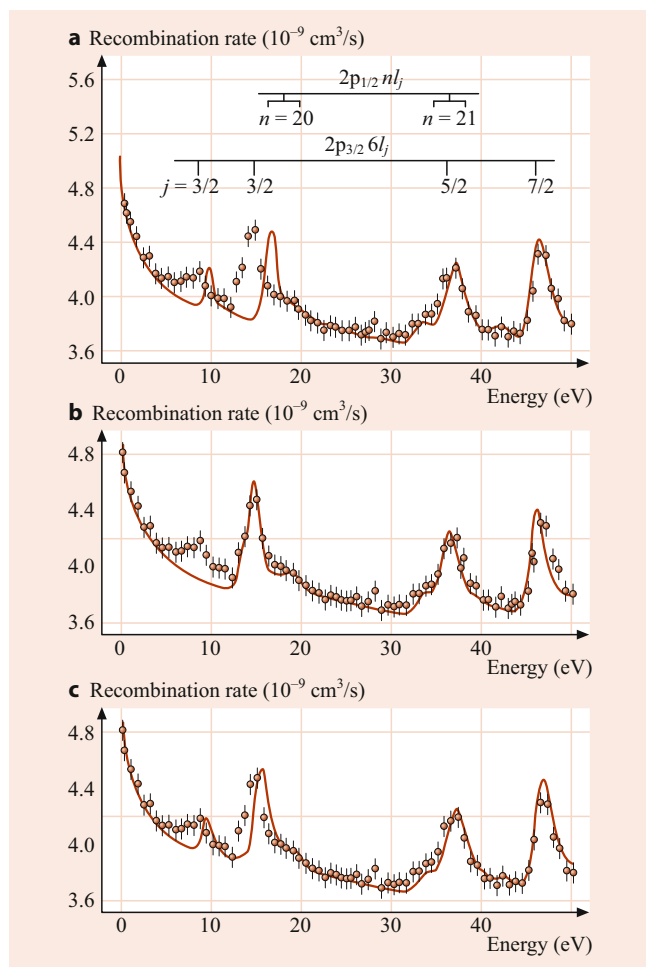 a Recombination rate (10⁻⁹ cm³/s)
5.6
2p₁/₂ nlⱼ
n = 20 n = 21
5.2
2p₃/₂ 6lⱼ
4.8
j = 3/2 3/2 5/2 7/2
4.4
4.0
3.6
0 10 20 30 40
Energy (eV)
b Recombination rate (10⁻⁹ cm³/s)
4.8
4.4
4.0
3.6
0 10 20 30 40
Energy (eV)
c Recombination rate (10⁻⁹ cm³/s)
4.8
4.4
4.0
3.6
0 10 20 30 40
Energy (eV)